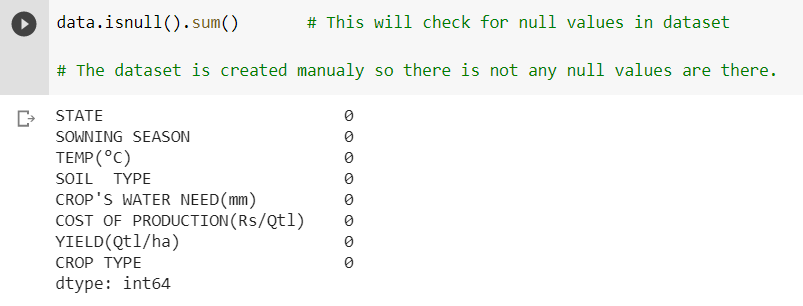 data.isnull().sum() # This will check for null values in dataset
# The dataset is created manualy so there is not any null values are there.
STATE 0
SOWNING SEASON 0
TEMP(°C) 0
SOIL  TYPE 0
CROP'S WATER NEED(mm) 0
COST OF PRODUCTION(Rs/Qtl) 0
YIELD(Qtl/ha) 0
CROP TYPE 0
dtype: int64